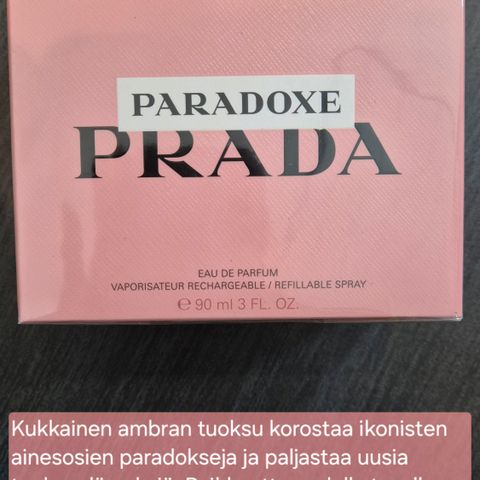 PARADOXE
PRADA
EAU DE PARFUM
VAPORISATEUR RECHARGEABLE / REFILLABLE SPRAY
℮ 90 ml 3 FL. OZ.
Kukkainen ambran tuoksu korostaa ikonisten
ainesosien paradokseja ja paljastaa uusia